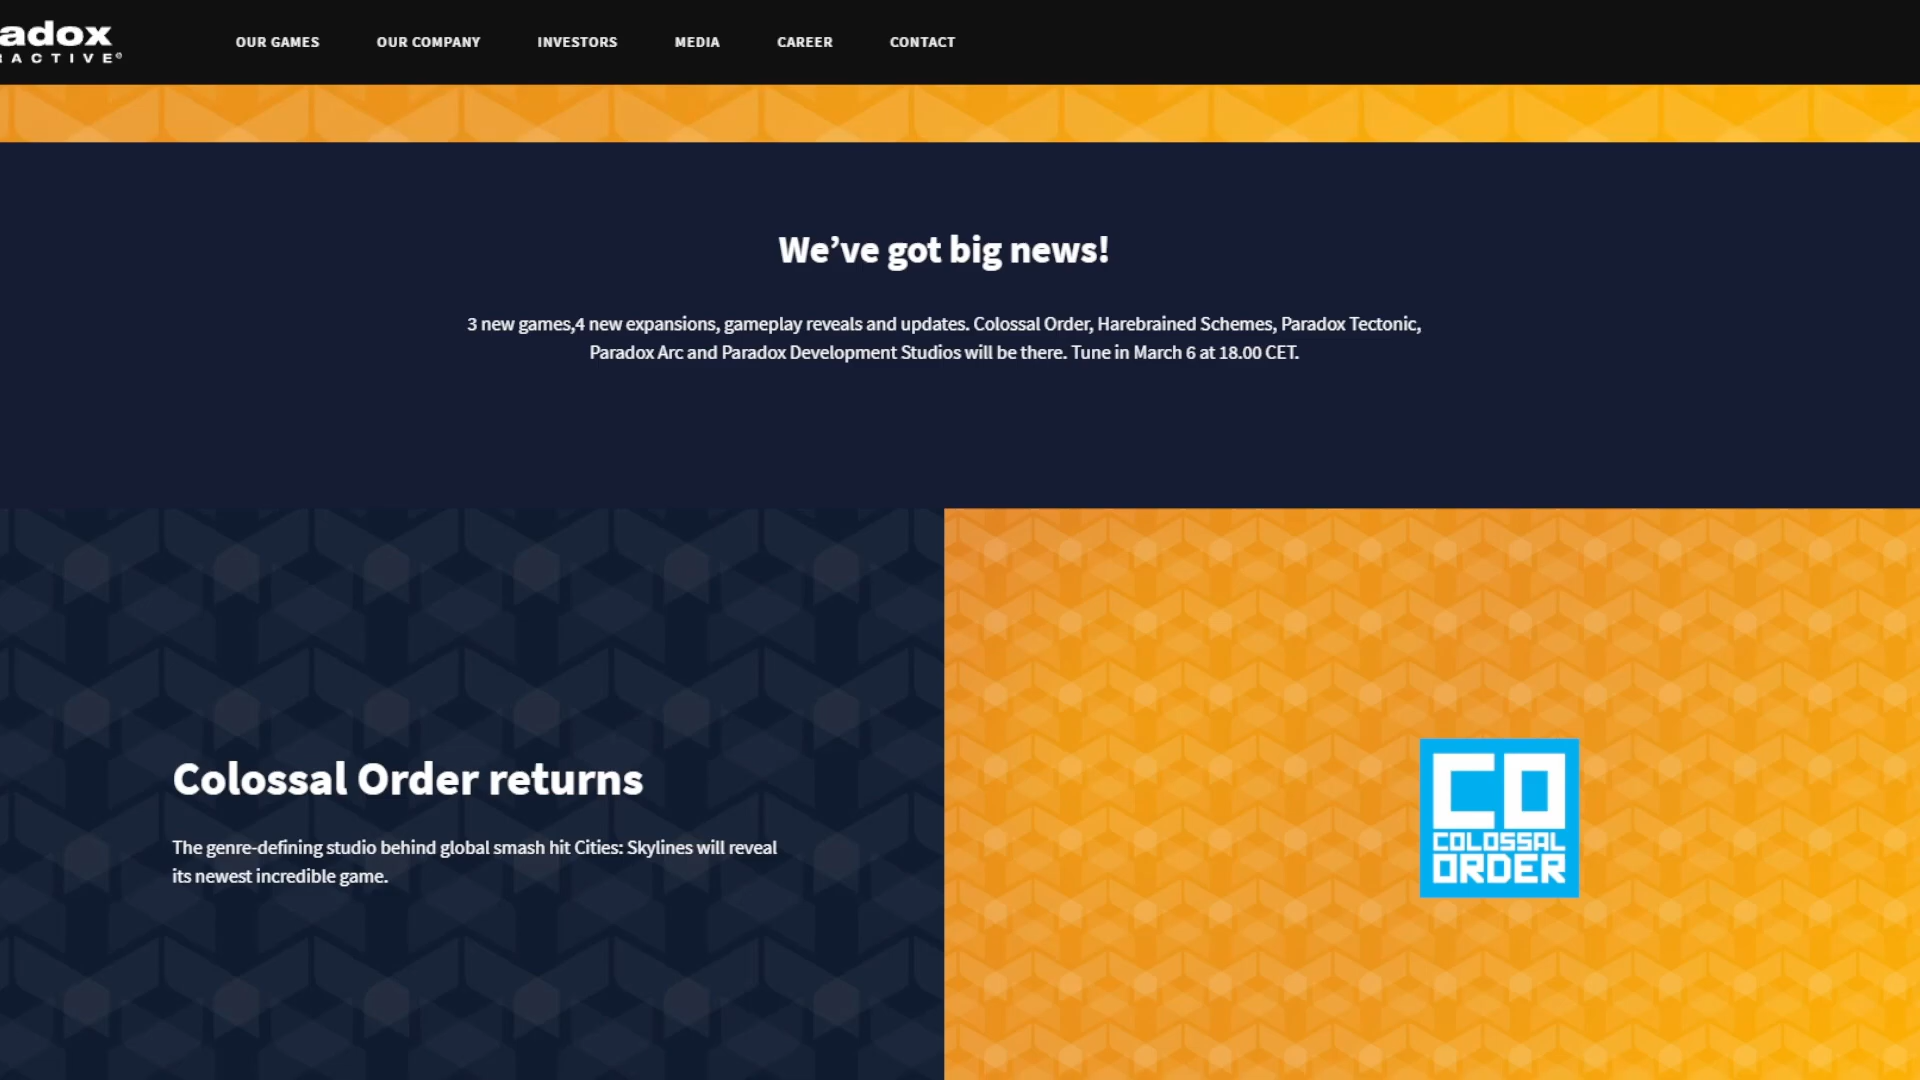 adox
RACTIVE®
OUR GAMES OUR COMPANY INVESTORS MEDIA CAREER CONTACT
We’ve got big news!
3 new games,4 new expansions, gameplay reveals and updates. Colossal Order, Harebrained Schemes, Paradox Tectonic,
Paradox Arc and Paradox Development Studios will be there. Tune in March 6 at 18.00 CET.
Colossal Order returns
The genre-defining studio behind global smash hit Cities: Skylines will reveal
its newest incredible game.
CO
COLOSSAL
ORDER